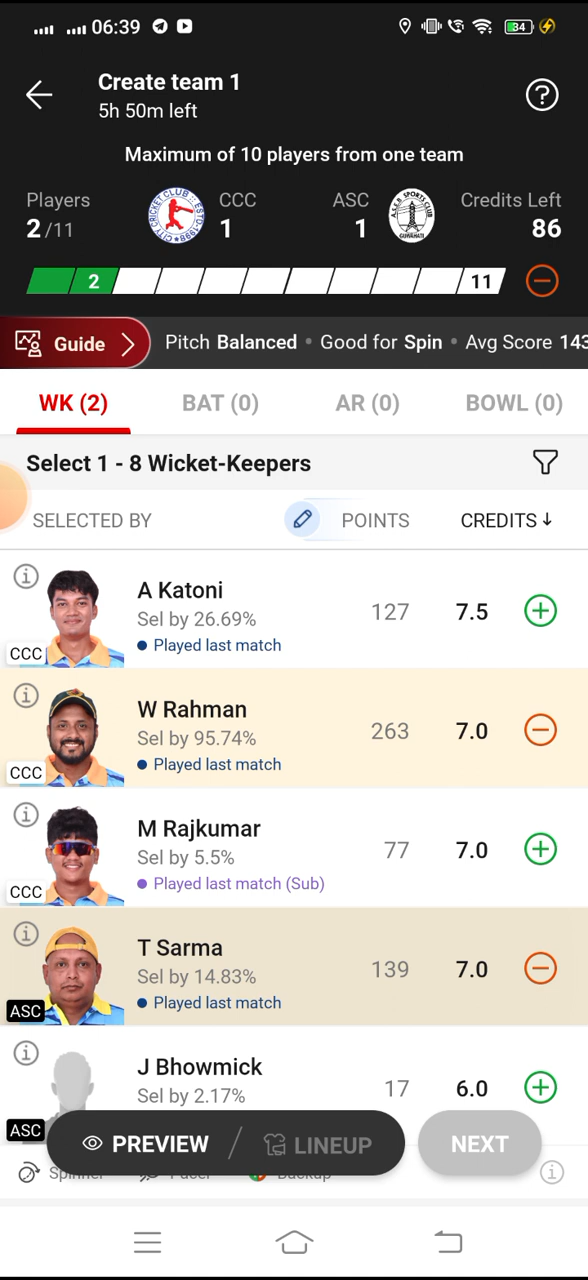 06:39
34
Create team 1
5h 50m left
Maximum of 10 players from one team
Players
2/11
CCC
1
ASC
1
Credits Left
86
2
11
Guide
Pitch Balanced • Good for Spin • Avg Score 143
WK (2)
BAT (0)
AR (0)
BOWL (0)
Select 1 - 8 Wicket-Keepers
SELECTED BY
POINTS
CREDITS↓
A Katoni
Sel by 26.69%
Played last match
CCC
127
7.5
W Rahman
Sel by 95.74%
Played last match
CCC
263
7.0
M Rajkumar
Sel by 5.5%
Played last match (Sub)
CCC
77
7.0
T Sarma
Sel by 14.83%
Played last match
ASC
139
7.0
J Bhowmick
Sel by 2.17%
ASC
17
6.0
PREVIEW
LINEUP
NEXT